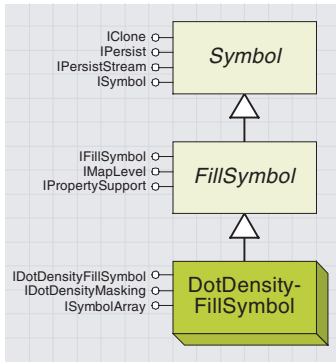 IClone
IPersist
IPersistStream
ISymbol
Symbol
IFillSymbol
IMapLevel
IPropertySupport
FillSymbol
IDotDensityFillSymbol
IDotDensityMasking
ISymbolArray
DotDensity-
FillSymbol